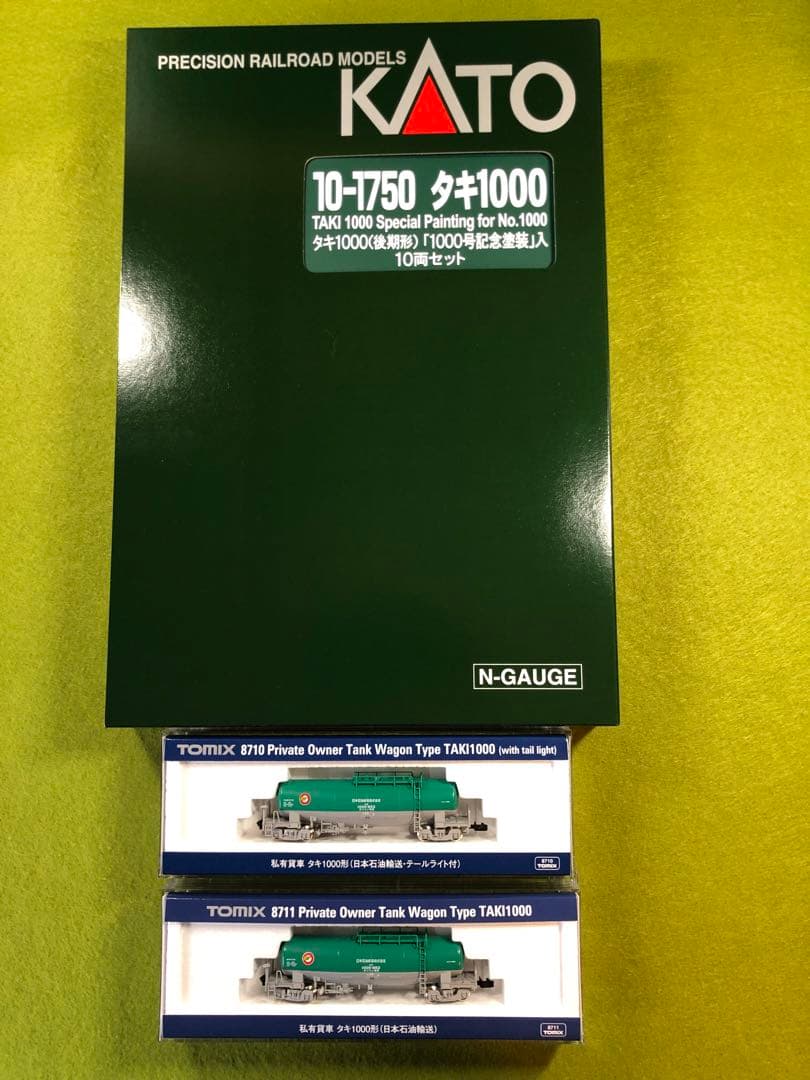 PRECISION RAILROAD MODELS
KATO
10-1750 タキ1000
TAKI 1000 Special Painting for No.1000
タキ1000(後期形)「1000号記念塗装」入
10両セット
N-GAUGE
TOMIX 8710 Private Owner Tank Wagon Type TAKI1000 (with tail light)
私有貨車 タキ1000形(日本石油輸送・テールライト付)
8710
TOMIX
TOMIX 8711 Private Owner Tank Wagon Type TAKI1000
私有貨車 タキ1000形(日本石油輸送)
8711
TOMIX